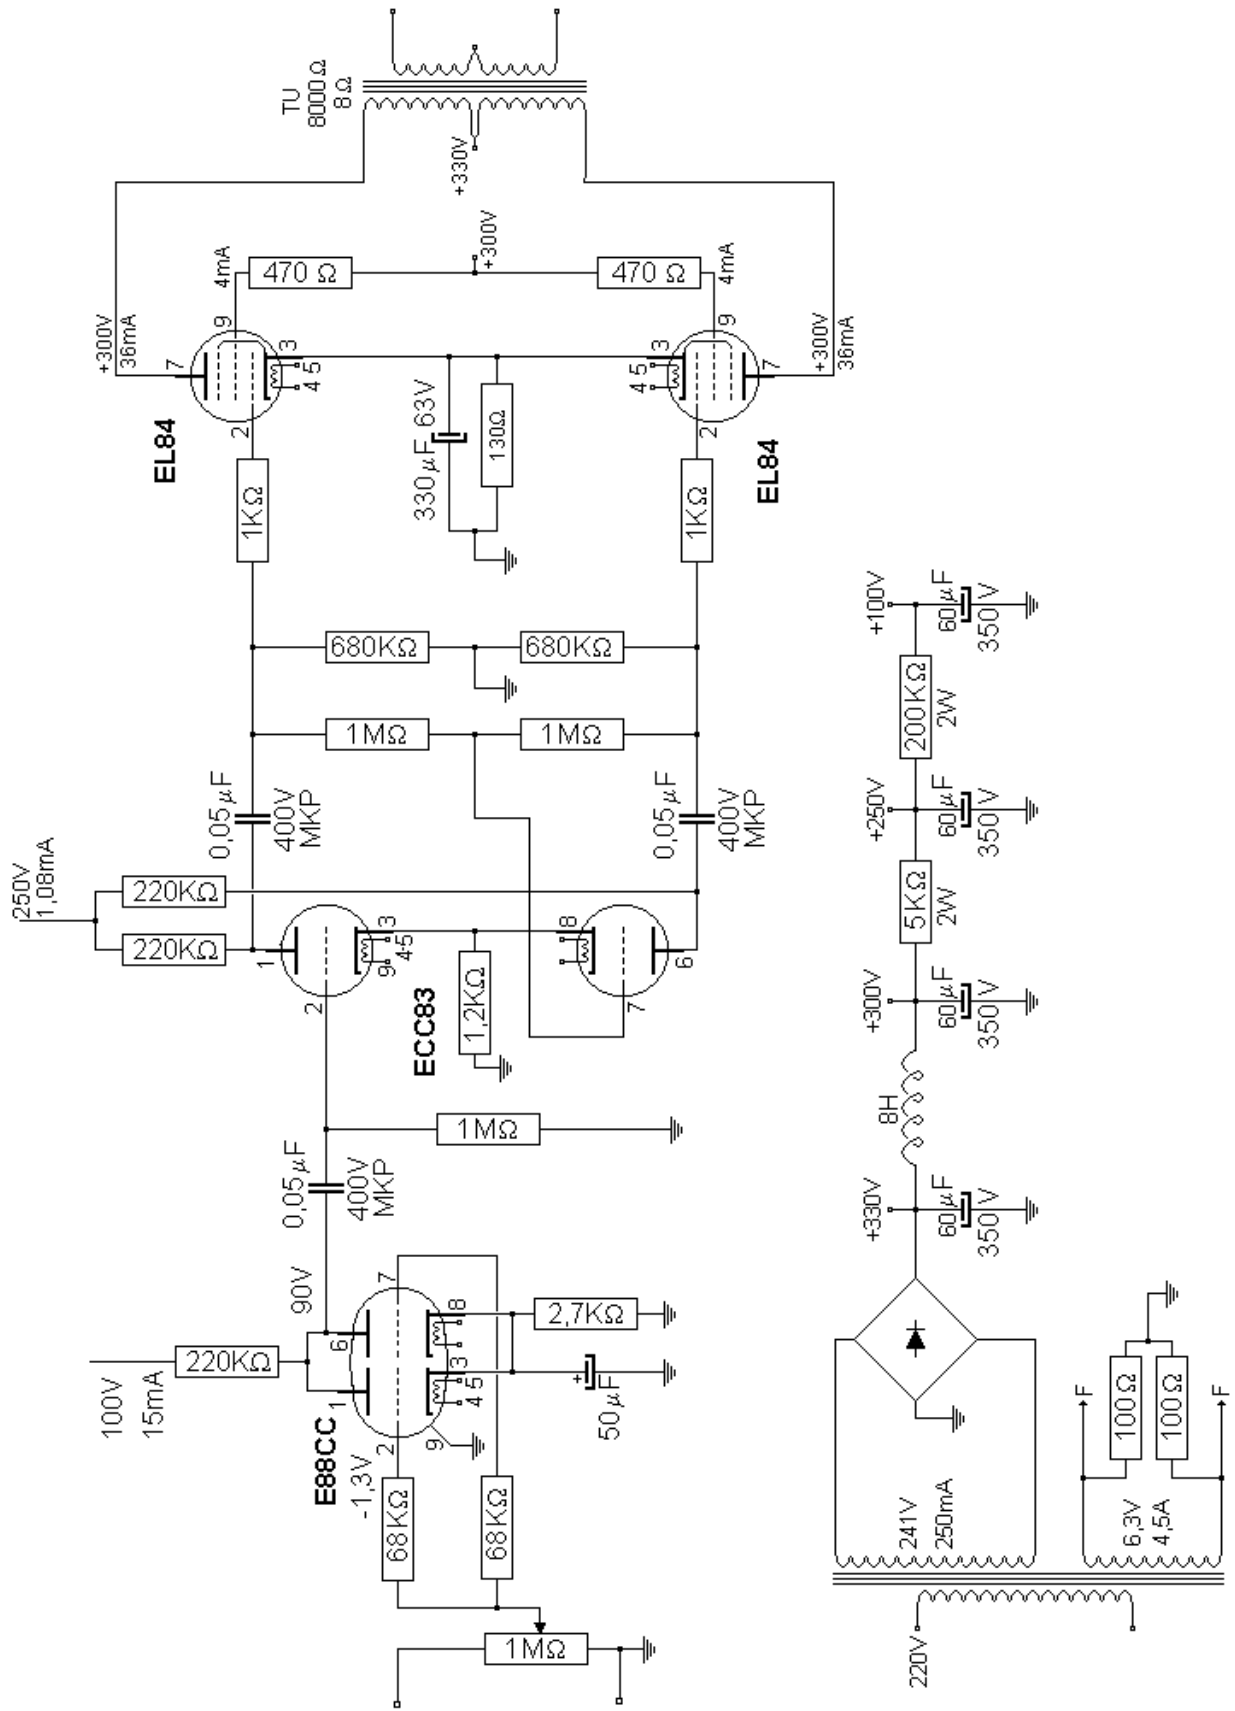 1MΩ
68KΩ
68KΩ
-1,3V
E88CC
100V
15mA
220KΩ
90V
1
6
2
7
9
4 5
3
8
50µF
2,7KΩ
0,05µF
400V
MKP
1MΩ
250V
1,08mA
220KΩ
220KΩ
ECC83
1
2
9
4 5
3
1,2KΩ
8
7
6
0,05µF
400V
MKP
0,05µF
400V
MKP
1MΩ
1MΩ
680KΩ
680KΩ
1KΩ
1KΩ
EL84
2
7
9
3
4 5
+300V
36mA
4mA
470 Ω
330µF 63V
130Ω
+300V
470 Ω
4mA
EL84
2
7
9
3
4 5
+300V
36mA
TU
8000Ω
8Ω
+330V
220V
241V
250mA
6,3V
4,5A
100Ω
100Ω
F
F
+330V
60µF
350V
8H
+300V
60µF
350V
5KΩ
2W
+250V
60µF
350V
200KΩ
2W
+100V
60µF
350V